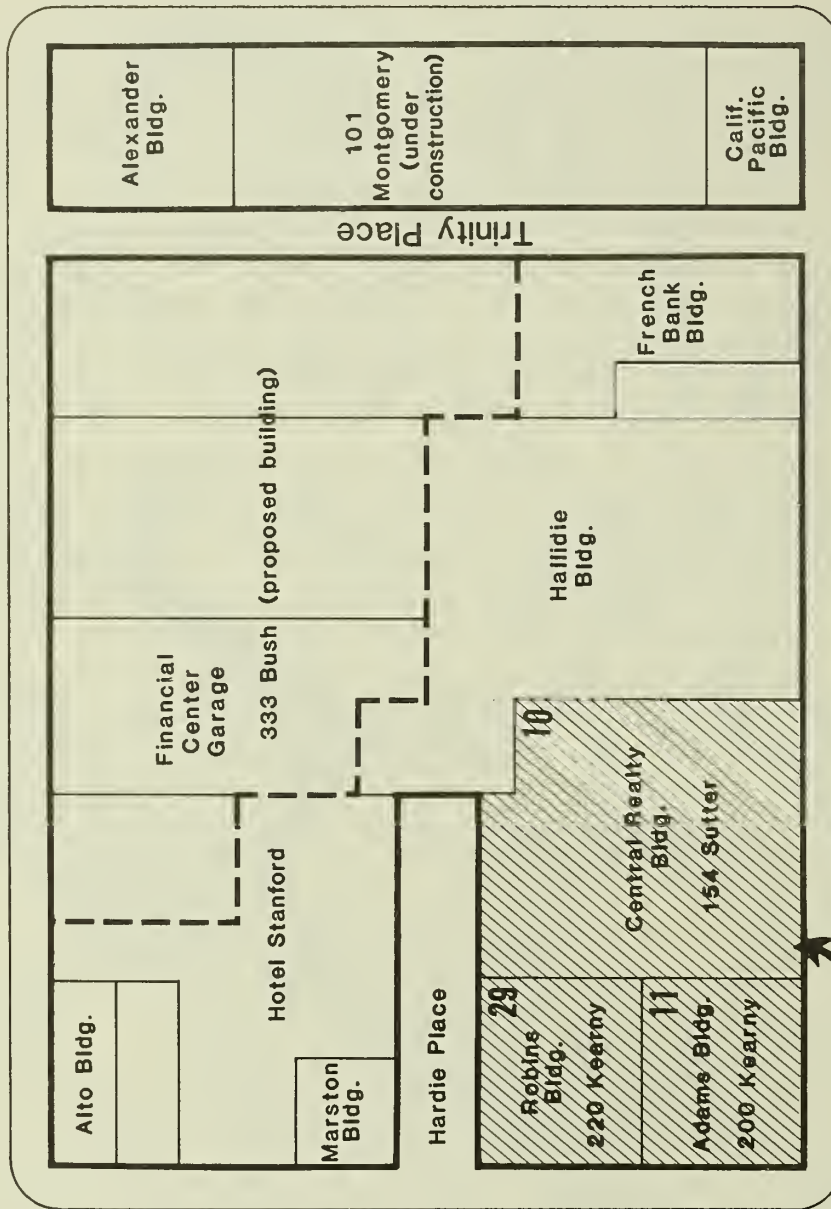 Alto Bldg.
Marston
Bldg.
Hotel Stanford
Financial
Center
Garage
333 Bush (proposed building)
Alexander
Bldg.
101
Montgomery
(under
construction)
Calif.
Pacific
Bldg.
Trinity Place
French
Bank
Bldg.
Hallidie
Bldg.
Hardie Place
29
Robins
Bldg.
220 Kearny
11
Adams Bldg.
200 Kearny
10
Central Realty
Bldg.
154 Sutter